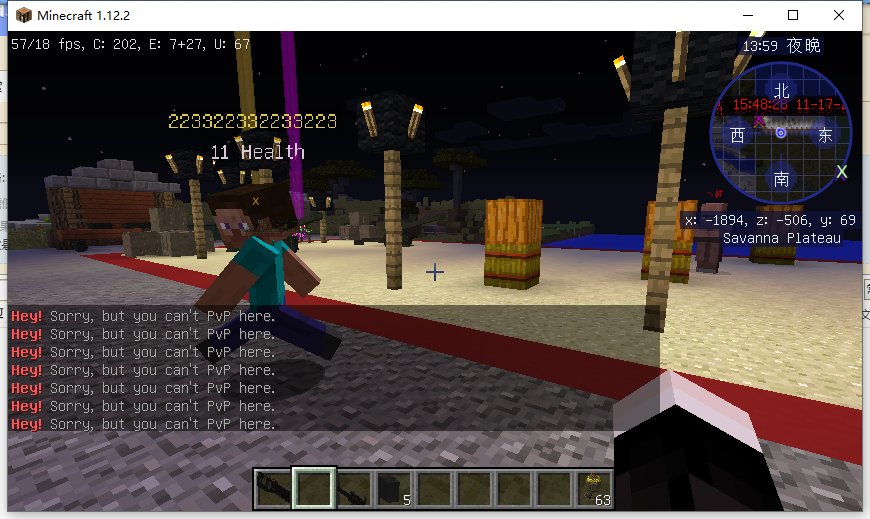 Minecraft 1.12.2
57/18 fps, C: 202, E: 7+27, U: 67
13:59 夜晚
北
15:48:28 11-17-2
西
东
南
X
223322332233223
11 Health
x: -1894, z: -506, y: 69
Savanna Plateau
Hey! Sorry, but you can't PvP here.
Hey! Sorry, but you can't PvP here.
Hey! Sorry, but you can't PvP here.
Hey! Sorry, but you can't PvP here.
Hey! Sorry, but you can't PvP here.
Hey! Sorry, but you can't PvP here.
Hey! Sorry, but you can't PvP here.
5
63